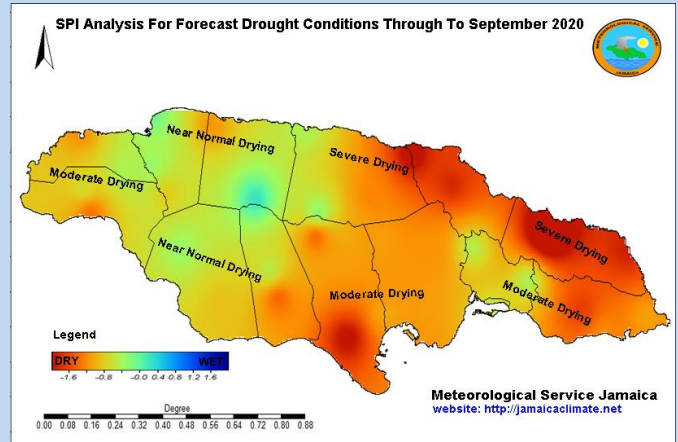 SPI Analysis For Forecast Drought Conditions Through To September 2020
METEOROLOGICAL SERVICE
JAMAICA
Near Normal Drying
Severe Drying
Moderate Drying
Severe Drying
Near Normal Drying
Moderate Drying
Moderate Drying
Legend
DRY WET
-1.6 -0.8 -0.0 0.4 0.8 1.2 1.6
Meteorological Service Jamaica
website: http://jamaicaclimate.net
Degree
0.00 0.08 0.16 0.24 0.32 0.40 0.48 0.56 0.64 0.72 0.80 0.88